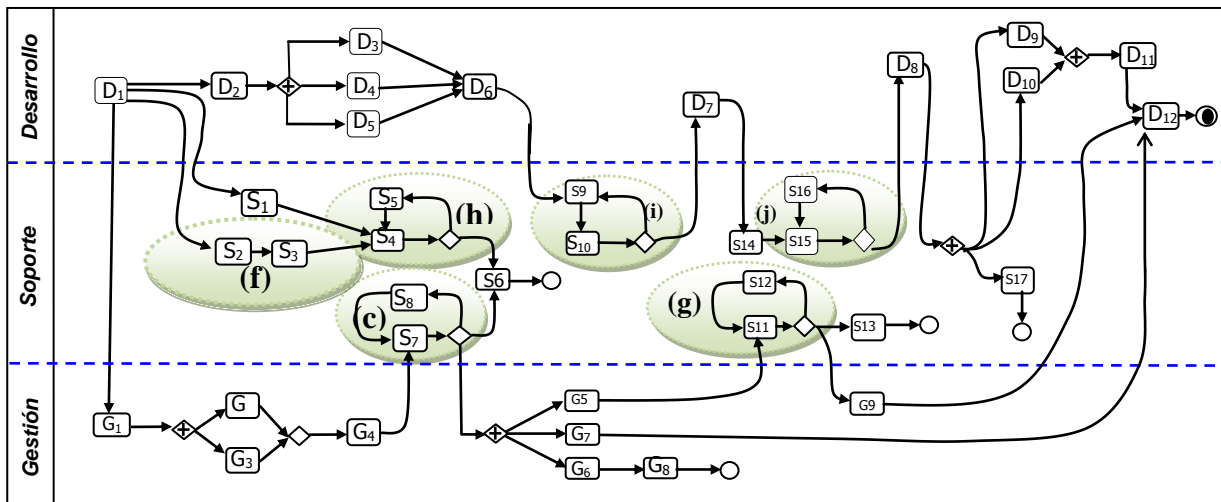 Desarrollo
D1
D2
D3
D4
D5
D6
D7
D8
D9
D10
D11
D12
Soporte
S1
S2
S3
(f)
S5
S4
(h)
S6
S8
S7
(c)
S9
S10
(i)
S14
S16
S15
(j)
S12
S11
(g)
S13
S17
Gestión
G1
G
G3
G4
G5
G7
G6
G8
G9